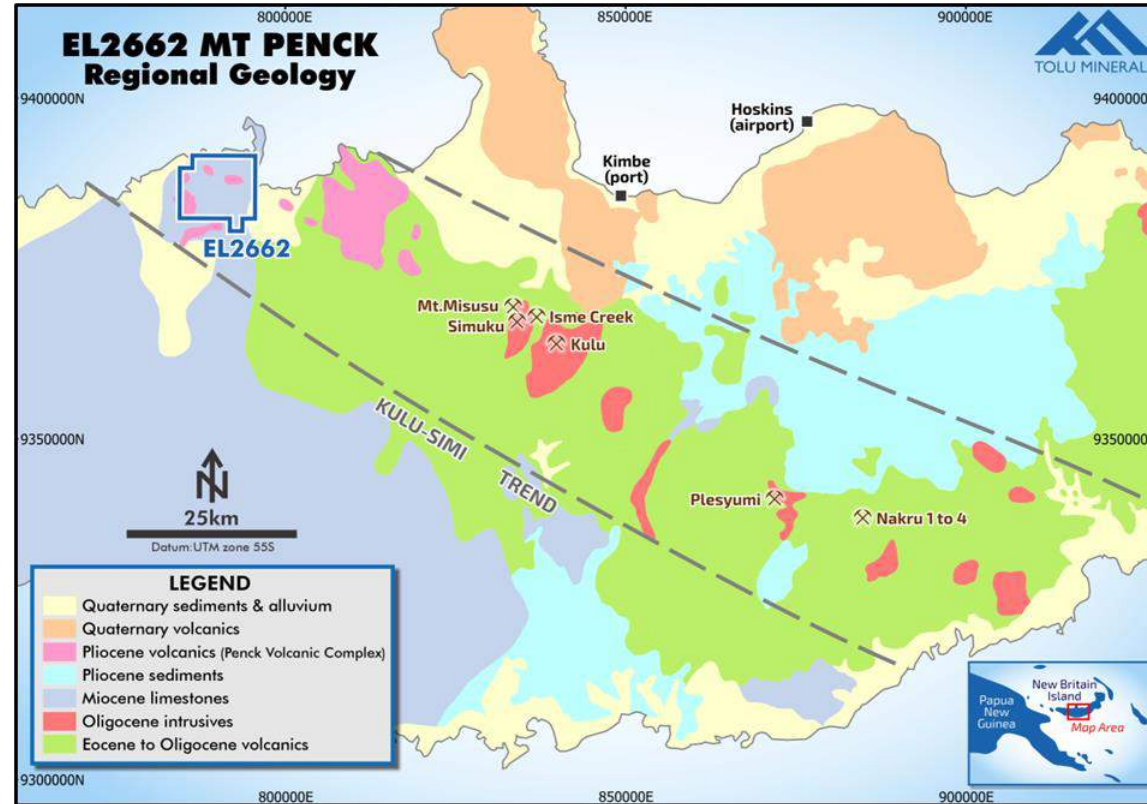 800000E
850000E
900000E
EL2662 MT PENCK
Regional Geology
TOLU MINERAL
9400000N
9400000
Hoskins
(airport)
Kimbe
(port)
EL2662
Mt.Misusu
Isme Creek
Simuku
Kulu
KULU-SIMI
TREND
9350000N
9350000
N
25km
Datum:UTM zone 55S
Plesyumi
Nakru 1 to 4
LEGEND
Quaternary sediments & alluvium
Quaternary volcanics
Pliocene volcanics (Penck Volcanic Complex)
Pliocene sediments
Miocene limestones
Oligocene intrusives
Eocene to Oligocene volcanics
New Britain
Island
Papua
New
Guinea
Map Area
9300000N
800000E
850000E
900000E